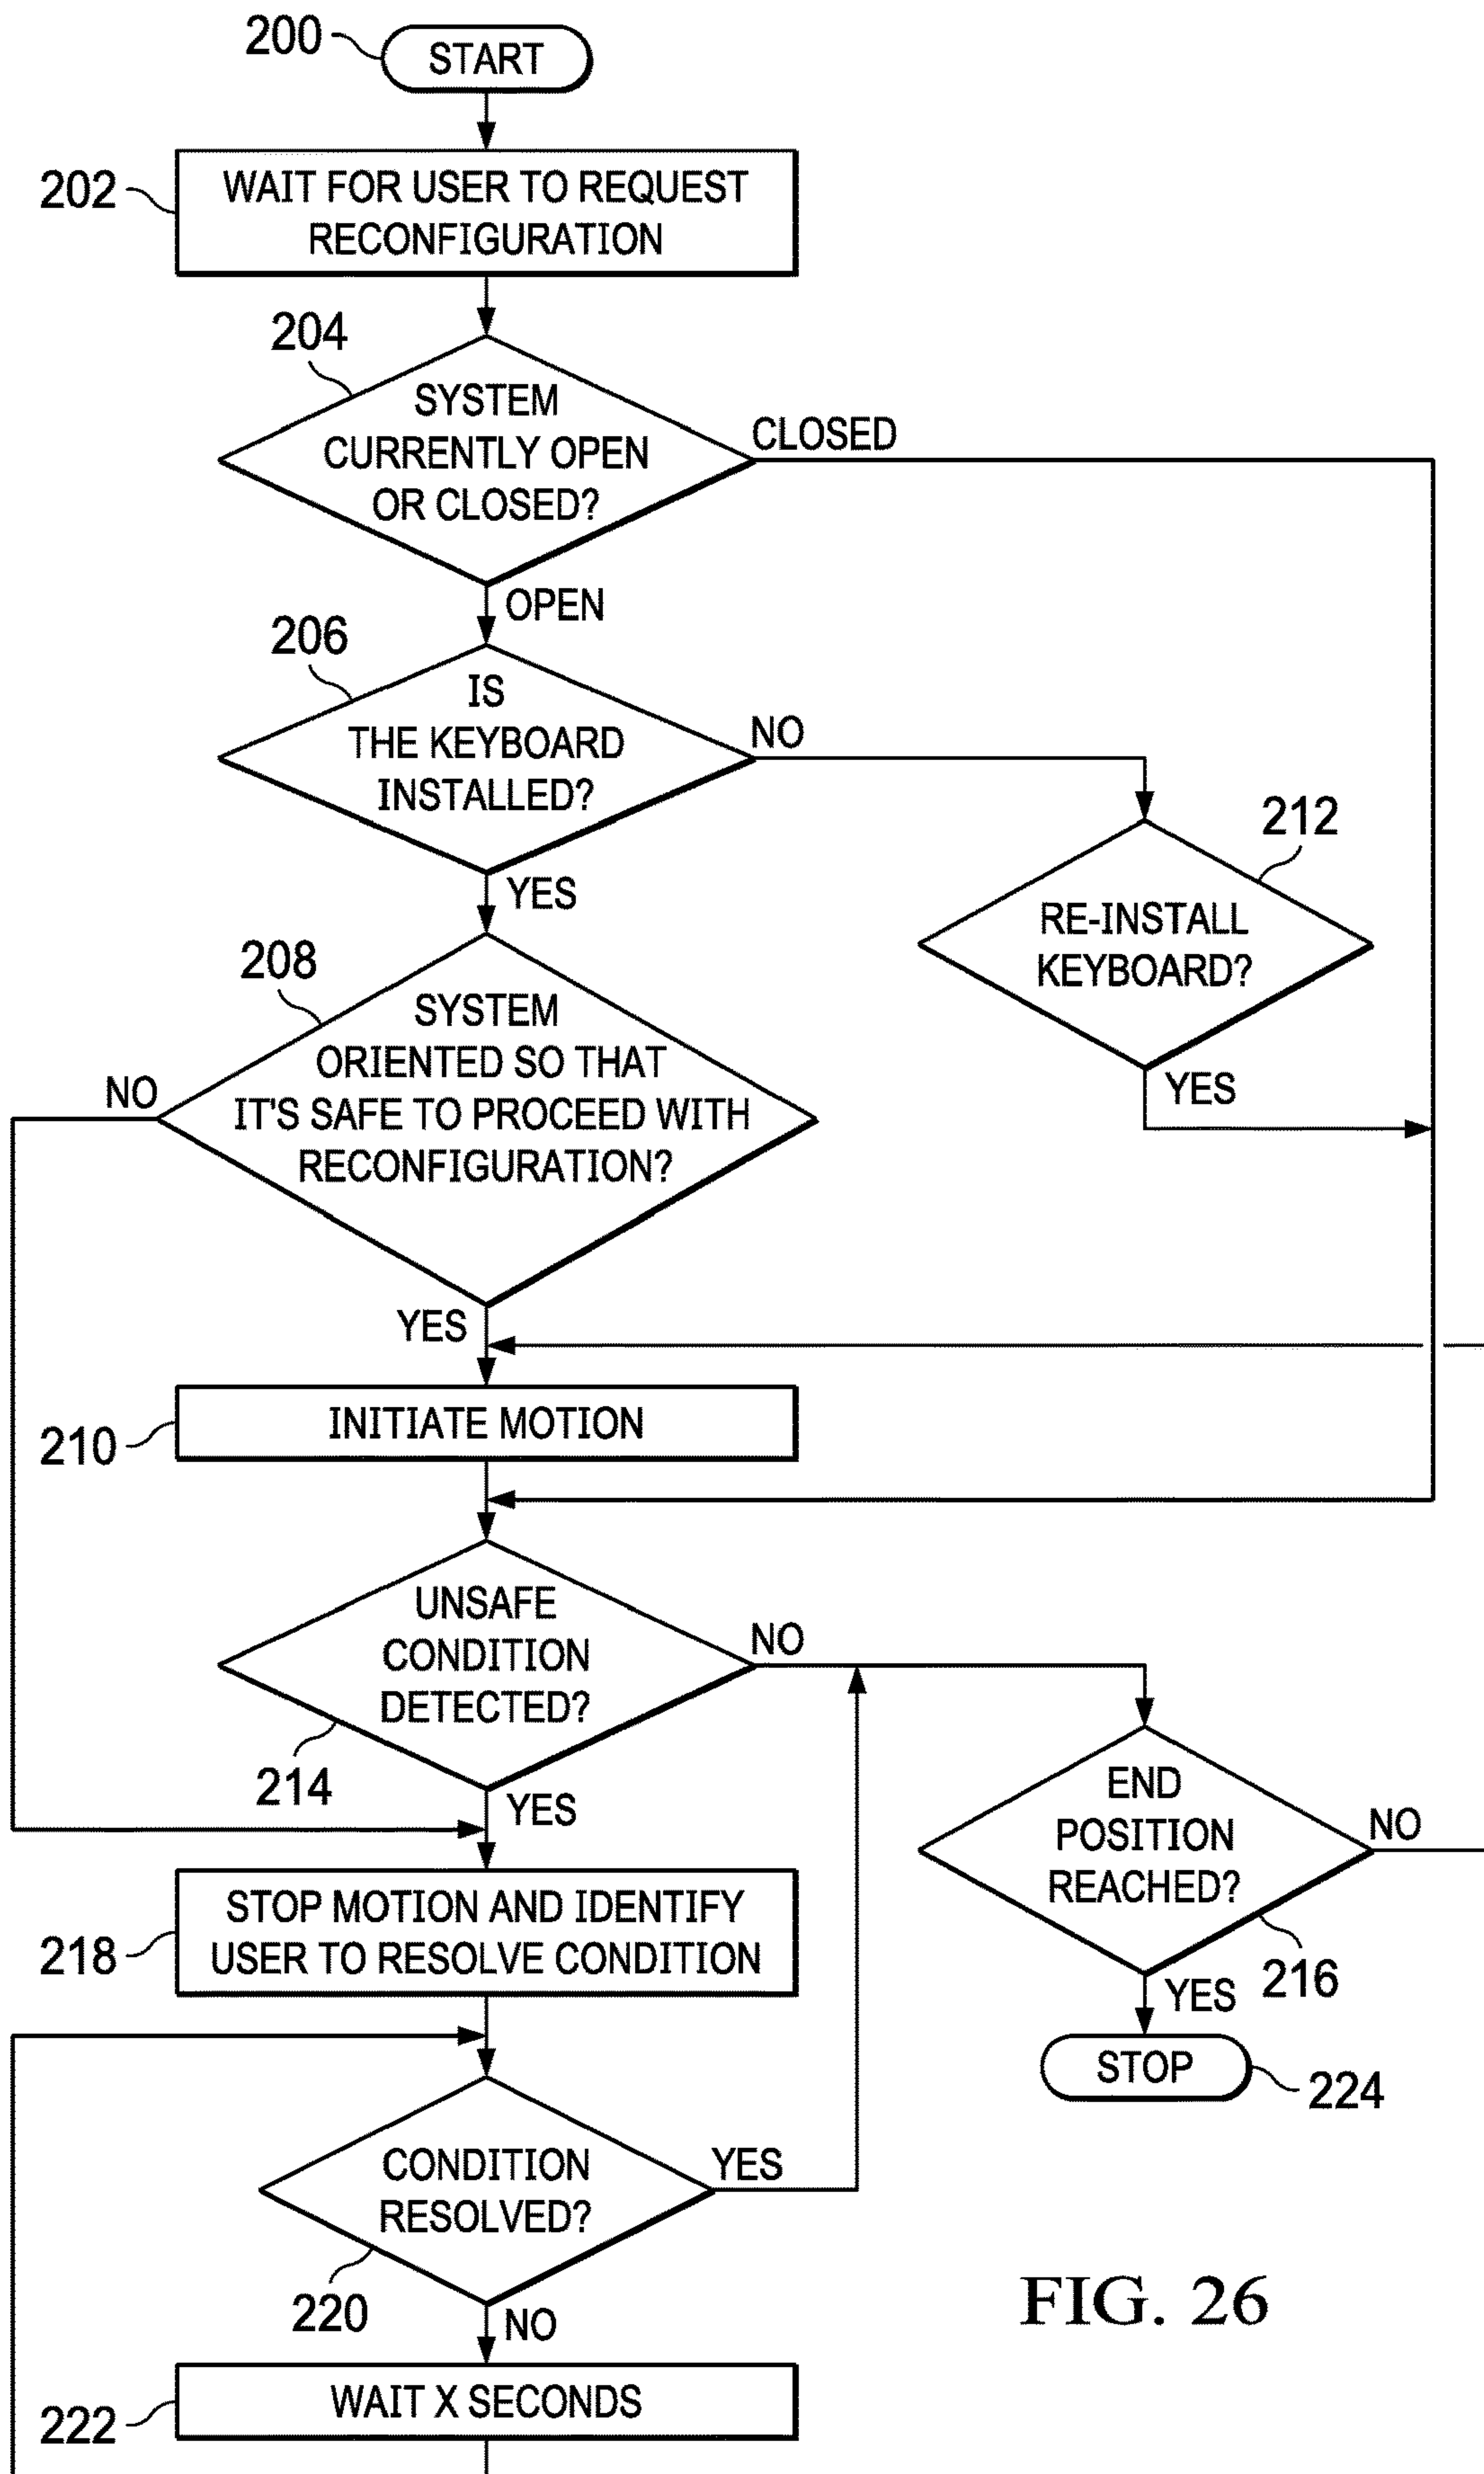 200
START
202
WAIT FOR USER TO REQUEST
RECONFIGURATION
204
SYSTEM
CURRENTLY OPEN
OR CLOSED?
CLOSED
OPEN
206
IS
THE KEYBOARD
INSTALLED?
NO
YES
212
RE-INSTALL
KEYBOARD?
YES
208
SYSTEM
ORIENTED SO THAT
IT'S SAFE TO PROCEED WITH
RECONFIGURATION?
NO
YES
210
INITIATE MOTION
UNSAFE
CONDITION
DETECTED?
NO
214
YES
END
POSITION
REACHED?
NO
216
YES
STOP
224
218
STOP MOTION AND IDENTIFY
USER TO RESOLVE CONDITION
CONDITION
RESOLVED?
YES
220
NO
222
WAIT X SECONDS
FIG. 26